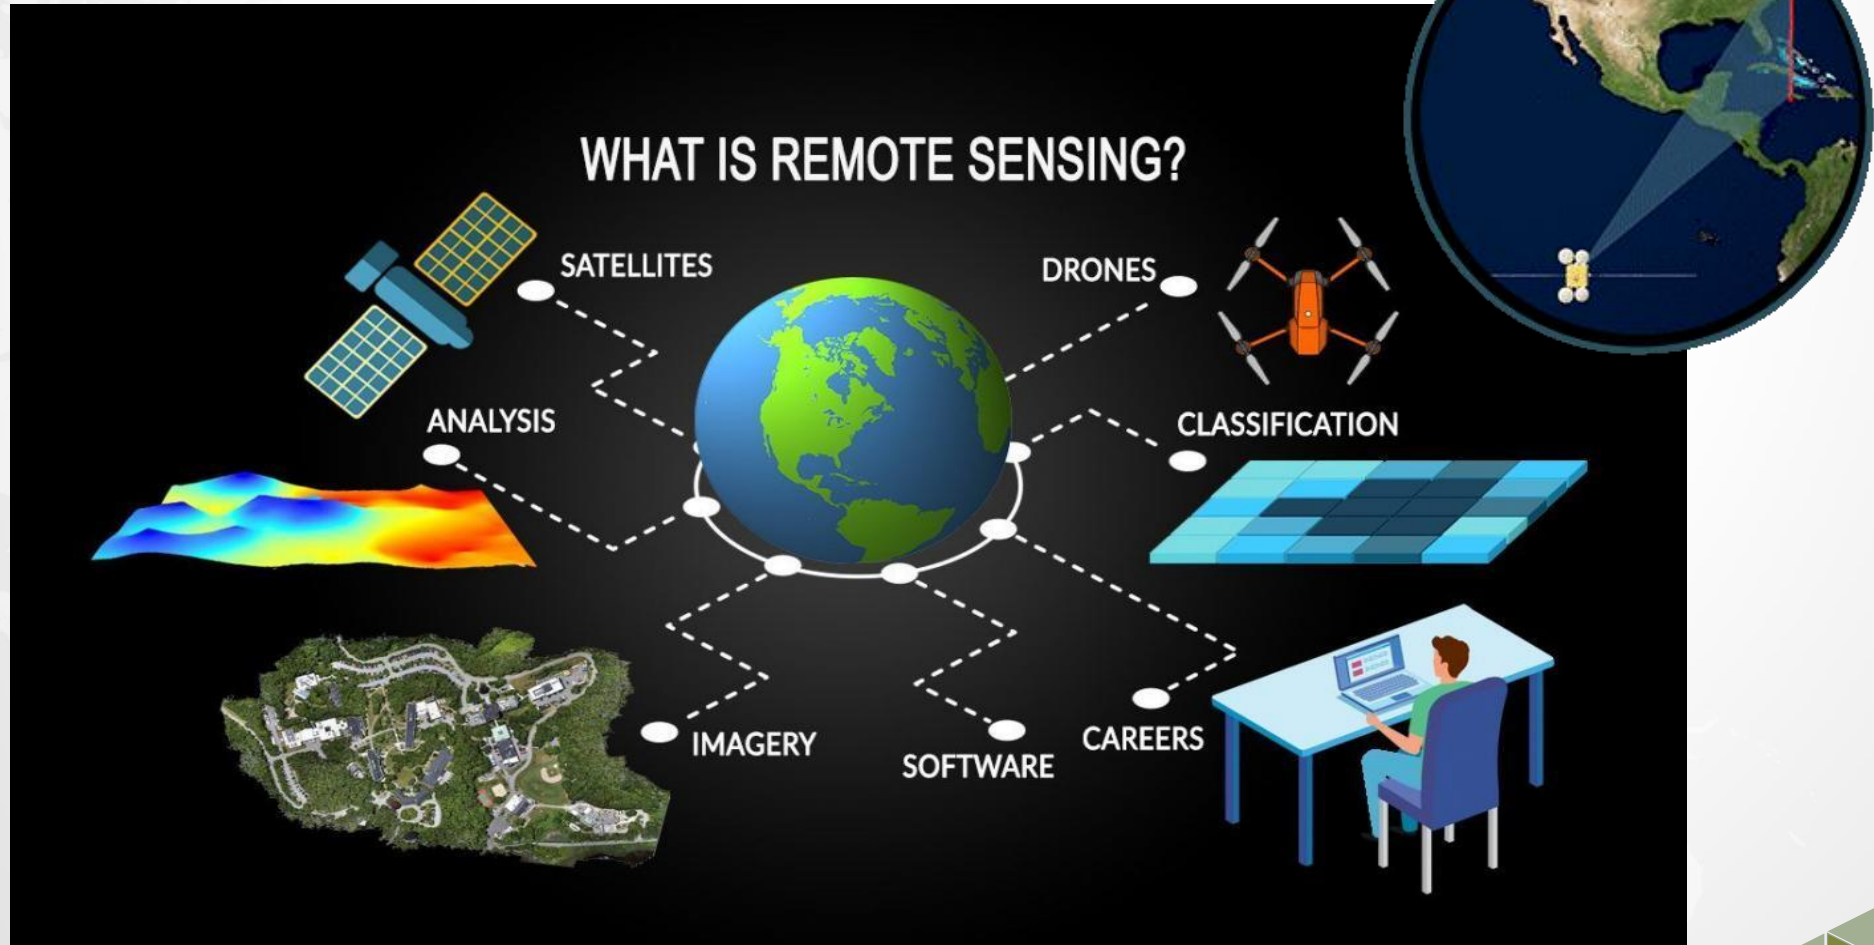 WHAT IS REMOTE SENSING?
SATELLITES
DRONES
ANALYSIS
CLASSIFICATION
IMAGERY
SOFTWARE
CAREERS